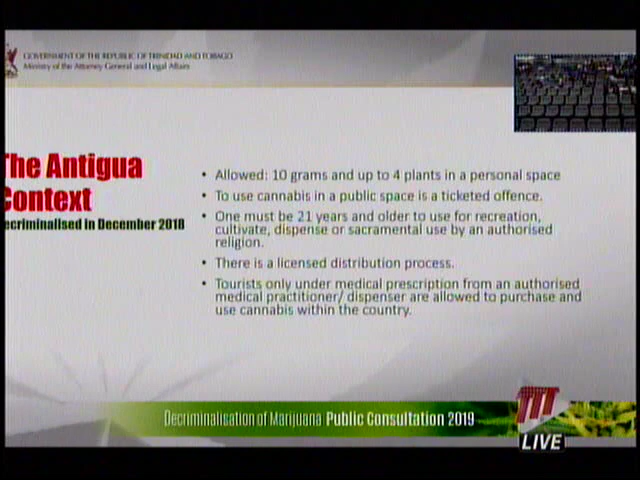 GOVERNMENT OF THE REPUBLIC OF TRINIDAD AND TOBAGO
Ministry of the Attorney General and Legal Affairs
The Antigua
Context
ecriminalised in December 2018
• Allowed: 10 grams and up to 4 plants in a personal space
• To use cannabis in a public space is a ticketed offence.
• One must be 21 years and older to use for recreation,
cultivate, dispense or sacramental use by an authorised
religion.
• There is a licensed distribution process.
• Tourists only under medical prescription from an authorised
medical practitioner/ dispenser are allowed to purchase and
use cannabis within the country.
Decriminalisation of Marijuana Public Consultation 2019
TTT
LIVE